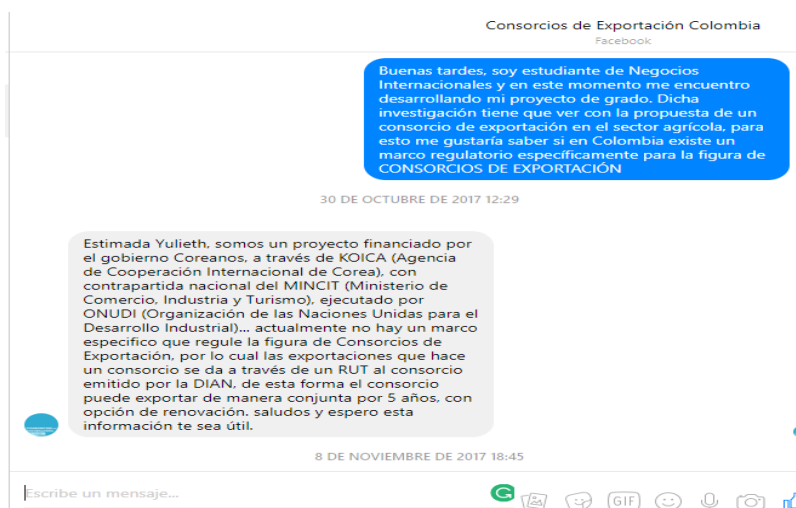 Consorcios de Exportación Colombia
Facebook
Buenas tardes, soy estudiante de Negocios
Internacionales y en este momento me encuentro
desarrollando mi proyecto de grado. Dicha
investigación tiene que ver con la propuesta de un
consorcio de exportación en el sector agrícola, para
esto me gustaría saber si en Colombia existe un
marco regulatorio específicamente para la figura de
CONSORCIOS DE EXPORTACIÓN
30 DE OCTUBRE DE 2017 12:29
Estimada Yulieth, somos un proyecto financiado por
el gobierno Coreanos, a través de KOICA (Agencia
de Cooperación Internacional de Corea), con
contrapartida nacional del MINCIT (Ministerio de
Comercio, Industria y Turismo), ejecutado por
ONUDI (Organización de las Naciones Unidas para el
Desarrollo Industrial)... actualmente no hay un marco
especifico que regule la figura de Consorcios de
Exportación, por lo cual las exportaciones que hace
un consorcio se da a través de un RUT al consorcio
emitido por la DIAN, de esta forma el consorcio
puede exportar de manera conjunta por 5 años, con
opción de renovación. saludos y espero esta
información te sea útil.
8 DE NOVIEMBRE DE 2017 18:45
Escribe un mensaje...
G
GIF